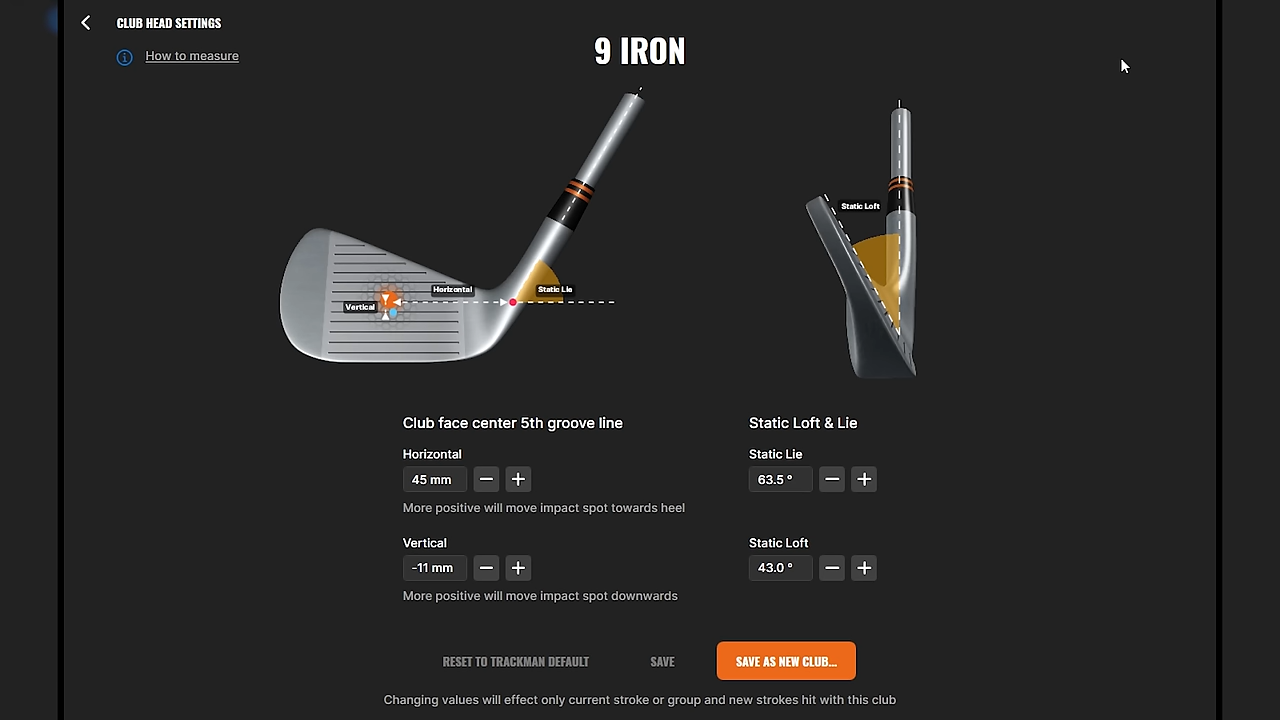 CLUB HEAD SETTINGS
How to measure
9 IRON
Static Loft
Horizontal
Static Lie
Vertical
Club face center 5th groove line
Static Loft & Lie
Horizontal
Static Lie
45 mm
63.5 °
More positive will move impact spot towards heel
Vertical
Static Loft
-11 mm
43.0 °
More positive will move impact spot downwards
RESET TO TRACKMAN DEFAULT
SAVE
SAVE AS NEW CLUB...
Changing values will effect only current stroke or group and new strokes hit with this club